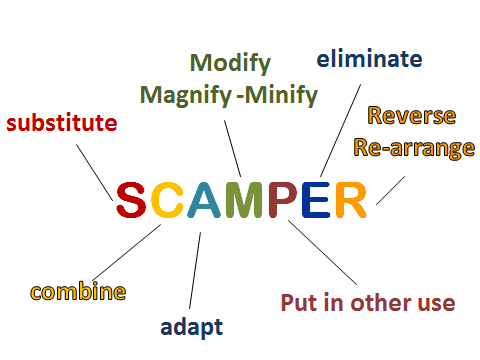 eliminate
Modify
Magnify -Minify
Reverse
Re-arrange
substitute
SCAMPER
combine
Put in other use
adapt